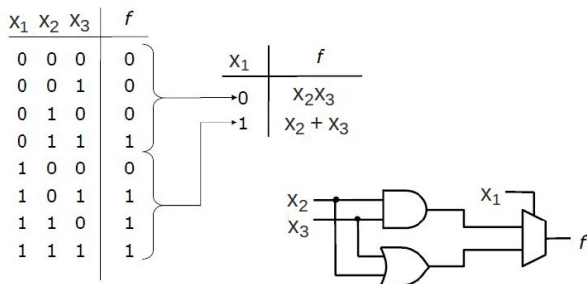 X₁ X₂ X₃ f
0 0 0 0
0 0 1 0
0 1 0 0
0 1 1 1
1 0 0 0
1 0 1 1
1 1 0 1
1 1 1 1
X₁ f
0 X₂X₃
1 X₂ + X₃
X₂
X₃
X₁
f